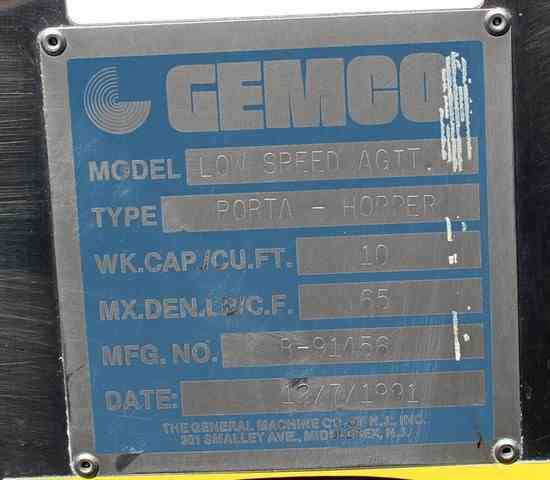 GEMCO
MODEL LOW SPEED AGIT.
TYPE PORTA - HOPPER
WK.CAP./CU.FT. 10
MX.DEN.LB/C.F. 65
MFG. NO. B-91456
DATE: 12/7/1991
THE GENERAL MACHINE CO. OF N.J., INC.
301 SMALLEY AVE., MIDDLESEX, N.J.